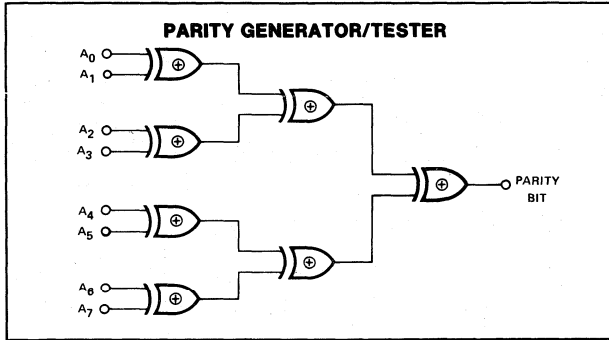 PARITY GENERATOR/TESTER
A₀
A₁
A₂
A₃
A₄
A₅
A₆
A₇
PARITY
BIT